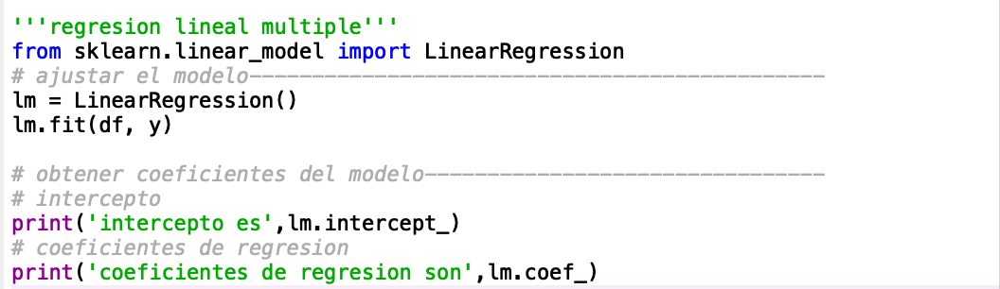 '''regresion lineal multiple'''
from sklearn.linear_model import LinearRegression
# ajustar el modelo----------------------------------------------
lm = LinearRegression()
lm.fit(df, y)
# obtener coeficientes del modelo--------------------------------
# intercepto
print('intercepto es',lm.intercept_)
# coeficientes de regresion
print('coeficientes de regresion son',lm.coef_)